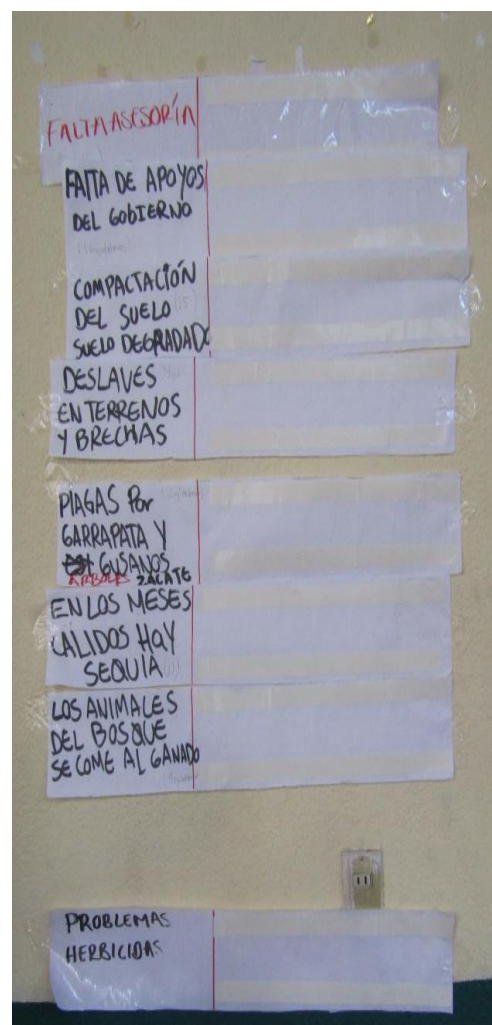 FALTA ASESORÍA
FALTA DE APOYOS
DEL GOBIERNO
COMPACTACIÓN
DEL SUELO (15)
SUELO DEGRADADO
DESLAVES
EN TERRENOS
Y BRECHAS
PLAGAS POr
GARRAPATA Y
GUSANOS
ARBOLES ZACATE
EN LOS MESES
CALIDOS HAY
SEQUIA
LOS ANIMALES
DEL BOSQUE
SE COME AL GANADO
PROBLEMAS
HERBICIDAS